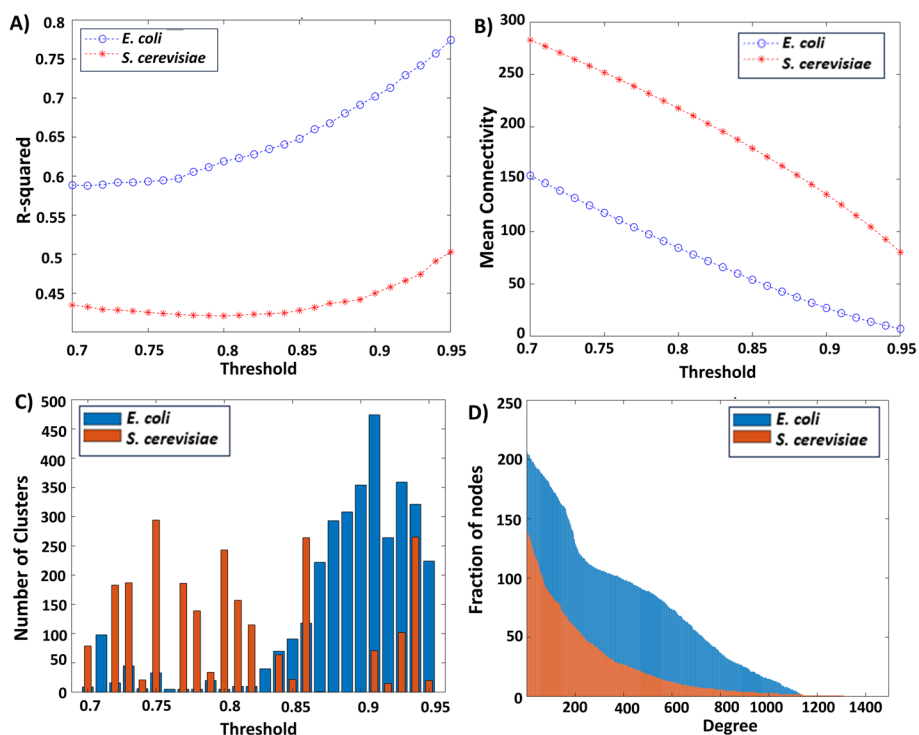 A)
E. coli
S. cerevisiae
0.8
0.75
0.7
0.65
0.6
0.55
0.5
0.45
R-squared
0.7 0.75 0.8 0.85 0.9 0.95
Threshold
B)
E. coli
S. cerevisiae
300
250
200
150
100
50
0
Mean Connectivity
0.7 0.75 0.8 0.85 0.9 0.95
Threshold
C)
E. coli
S. cerevisiae
500
450
400
350
300
250
200
150
100
50
0
Number of Clusters
0.7 0.75 0.8 0.85 0.9 0.95
Threshold
D)
E. coli
S. cerevisiae
250
200
150
100
50
0
Fraction of nodes
200 400 600 800 1000 1200 1400
Degree